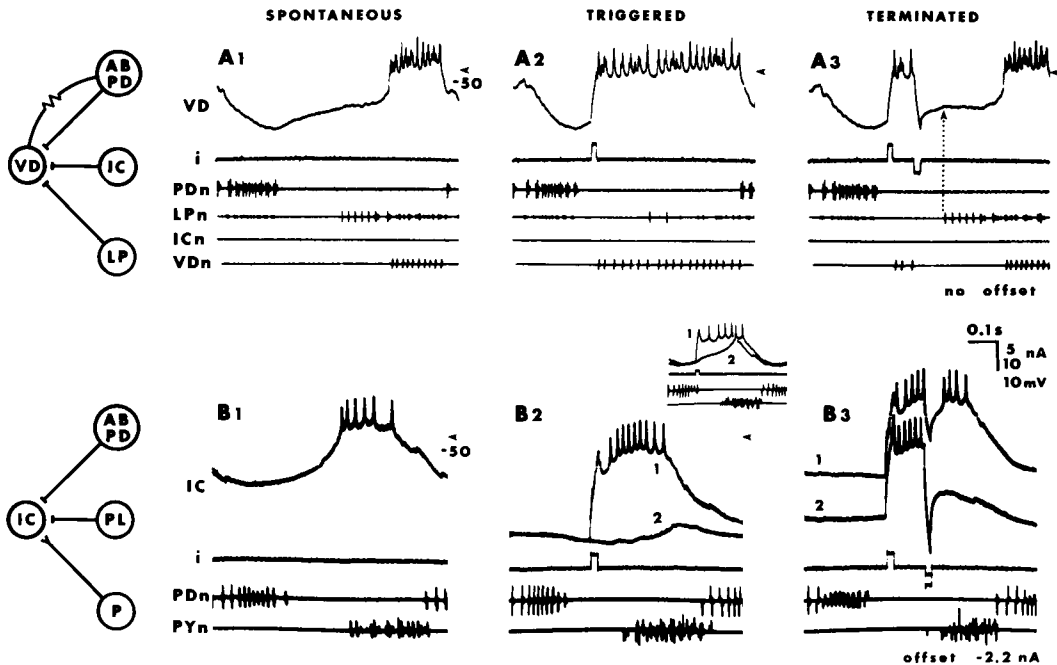 SPONTANEOUS TRIGGERED TERMINATED
AB
PD
VD
IC
LP
A1
-50
VD
i
PDn
LPn
ICn
VDn
A2
A3
no offset
0.1s
5 nA
10
10mV
AB
PD
IC
PL
P
B1
-50
IC
i
PDn
PYn
1
2
B2
1
2
B3
1
2
offset -2.2 nA